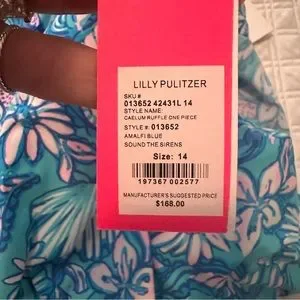 LILLY PULITZER
SKU #
013652 42431L 14
STYLE NAME:
CAELUM RUFFLE ONE PIECE
STYLE #: 013652
AMALFI BLUE
SOUND THE SIRENS
Size: 14
197367 002577
MANUFACTURER'S SUGGESTED PRICE
$168.00